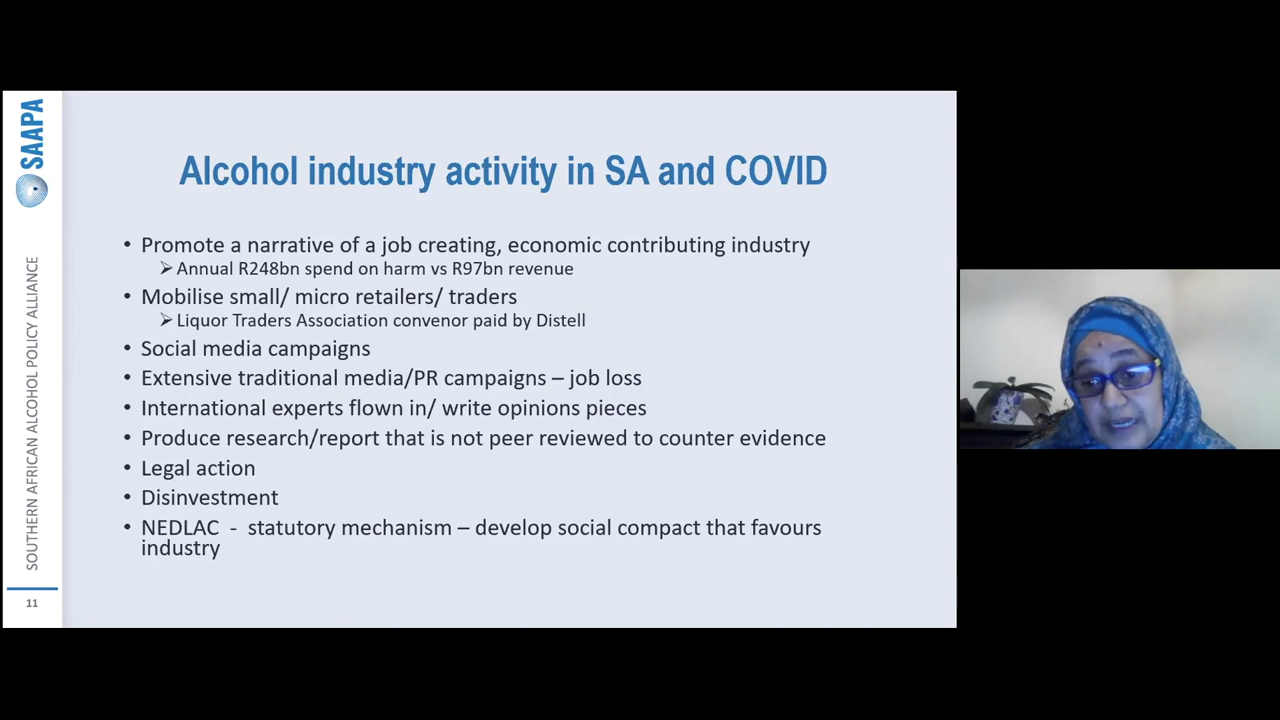 SAAPA
SOUTHERN AFRICAN ALCOHOL POLICY ALLIANCE
11
Alcohol industry activity in SA and COVID
• Promote a narrative of a job creating, economic contributing industry
➢ Annual R248bn spend on harm vs R97bn revenue
• Mobilise small/ micro retailers/ traders
➢ Liquor Traders Association convenor paid by Distell
• Social media campaigns
• Extensive traditional media/PR campaigns – job loss
• International experts flown in/ write opinions pieces
• Produce research/report that is not peer reviewed to counter evidence
• Legal action
• Disinvestment
• NEDLAC - statutory mechanism – develop social compact that favours
industry